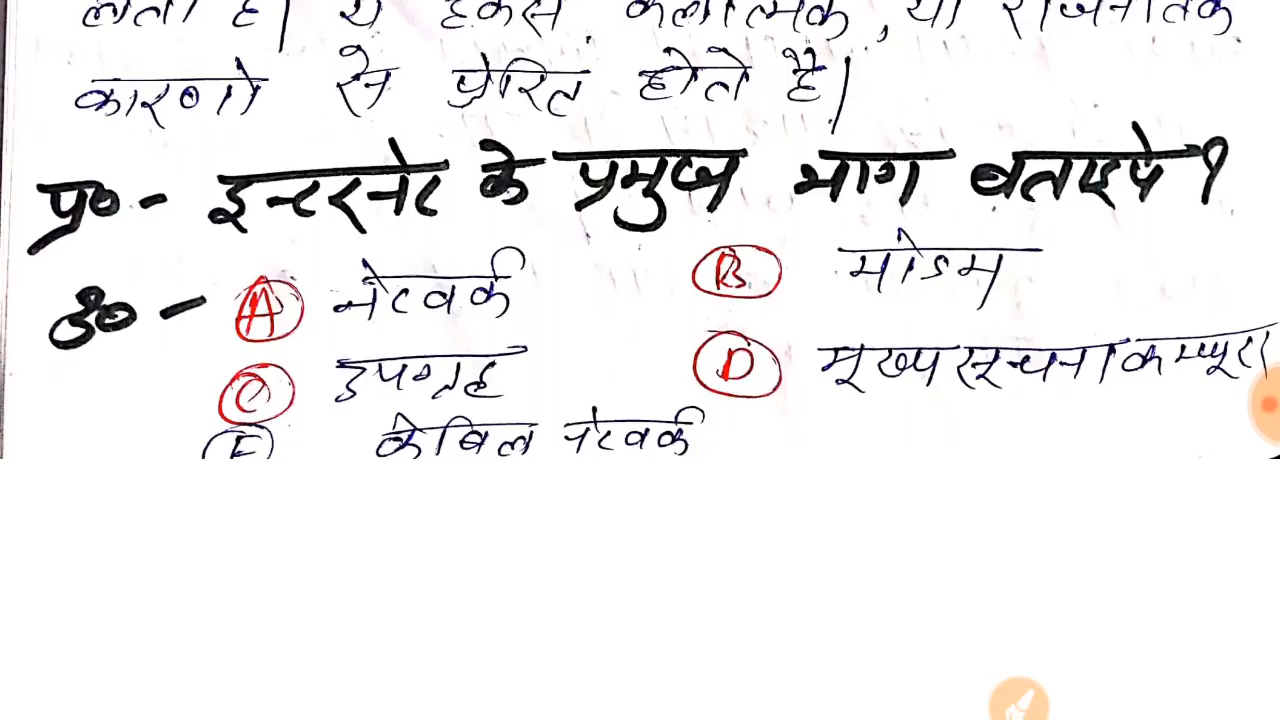 कारणो से प्रेरित होते है।
प्र०- इन्टरनेट के प्रमुख भाग बताइये ?
उ०- (A) नेटवर्क (B) मोडम
(C) उपग्रह (D) मुख्य सूचना कम्प्यूटर
(E) केबिल नेटवर्क